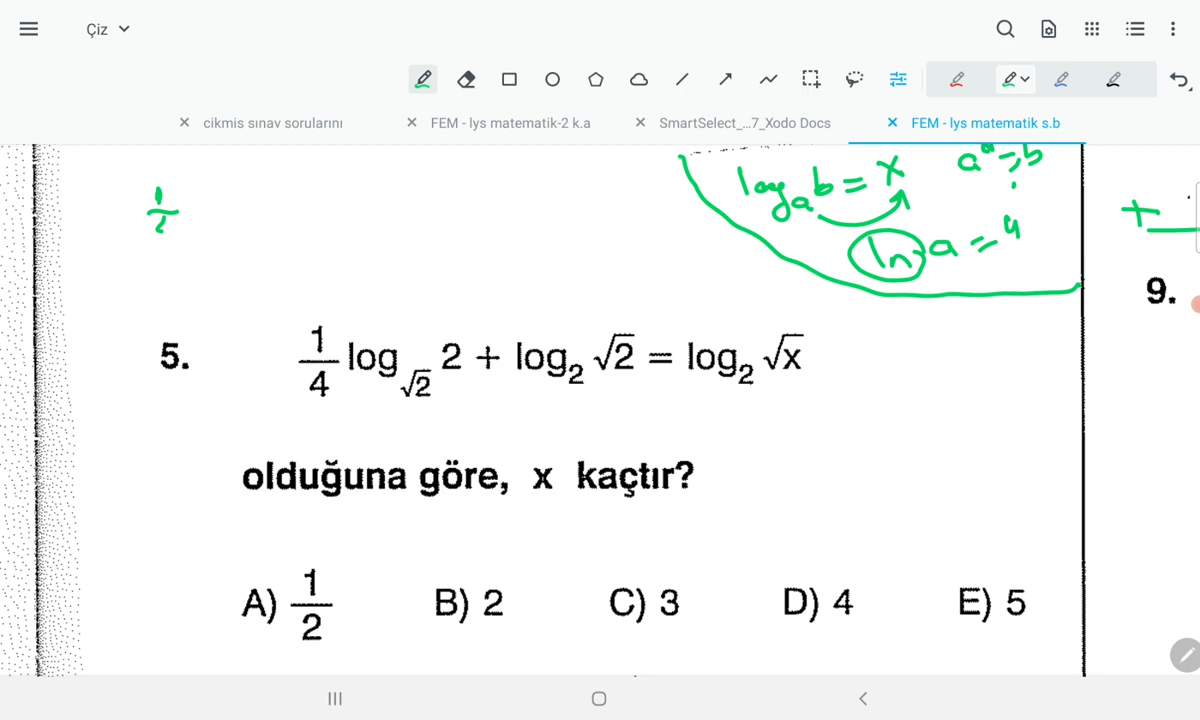 Çiz
cikmis sınav sorularını
FEM - lys matematik-2 k.a
SmartSelect_...7_Xodo Docs
FEM - lys matematik s.b
log_a b = x
ln a = 4
1/2
9.
5. 1/4 log_√2 2 + log_2 √2 = log_2 √x
olduğuna göre, x kaçtır?
A) 1/2 B) 2 C) 3 D) 4 E) 5